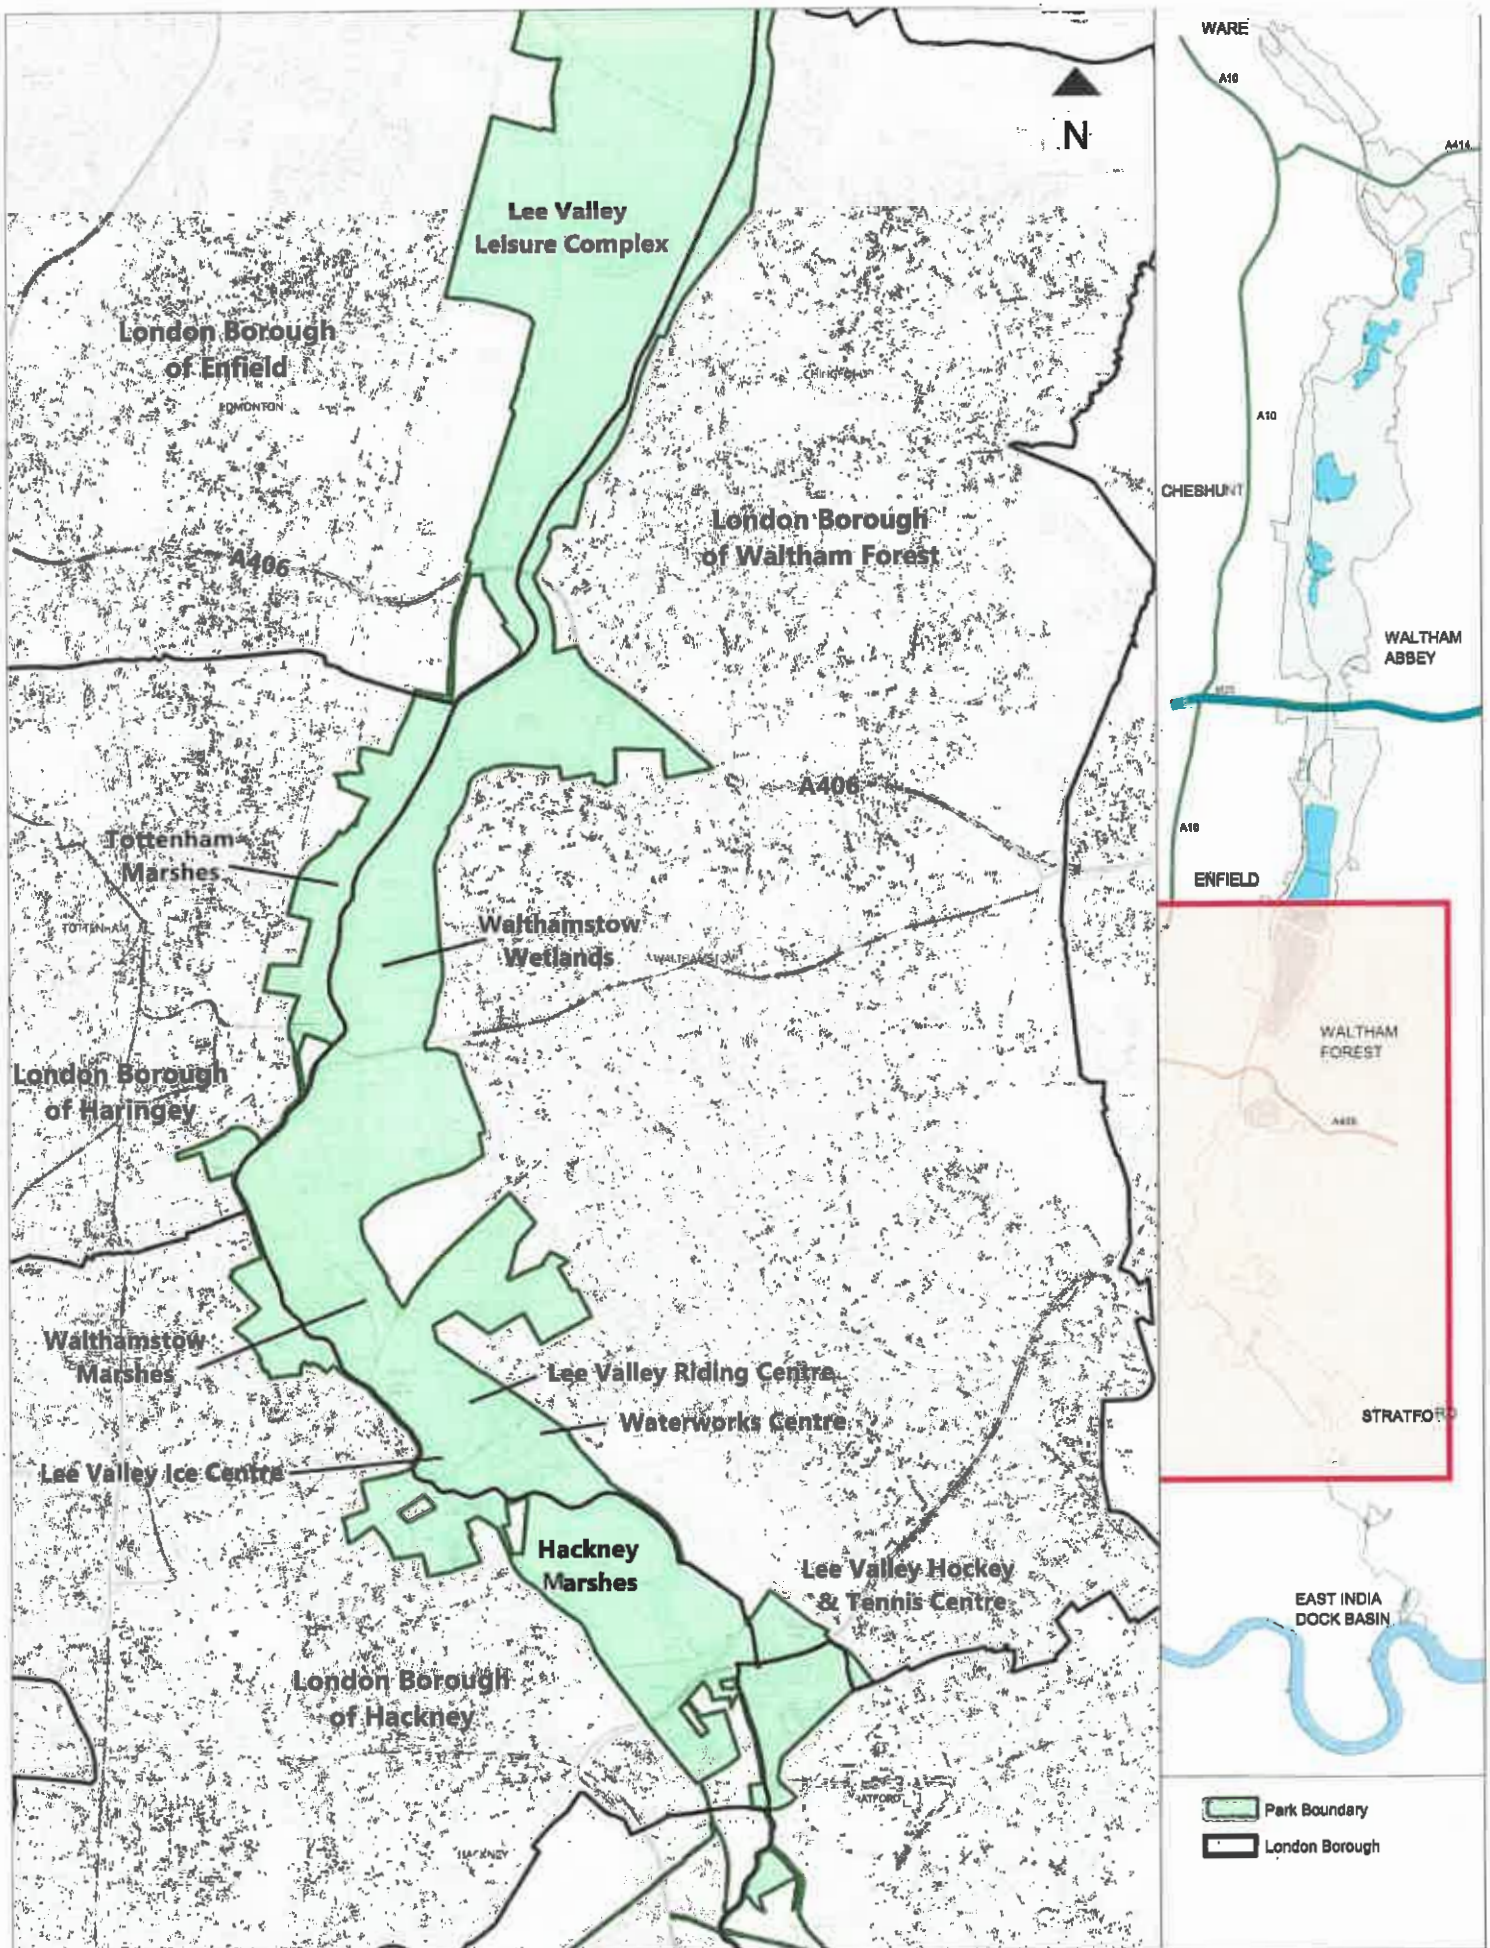 N
Lee Valley
Leisure Complex
London Borough
of Enfield
EDMONTON
London Borough
of Waltham Forest
A406
A406
Tottenham
Marshes
TOTTENHAM
Walthamstow
Wetlands
WALTHAMSTOW
London Borough
of Haringey
Walthamstow
Marshes
Lee Valley Riding Centre
Waterworks Centre
Lee Valley Ice Centre
Hackney
Marshes
Lee Valley Hockey
& Tennis Centre
London Borough
of Hackney
HACKNEY
WARE
A10
A414
A10
CHESHUNT
WALTHAM
ABBEY
A10
ENFIELD
WALTHAM
FOREST
A406
STRATFORD
EAST INDIA
DOCK BASIN
Park Boundary
London Borough